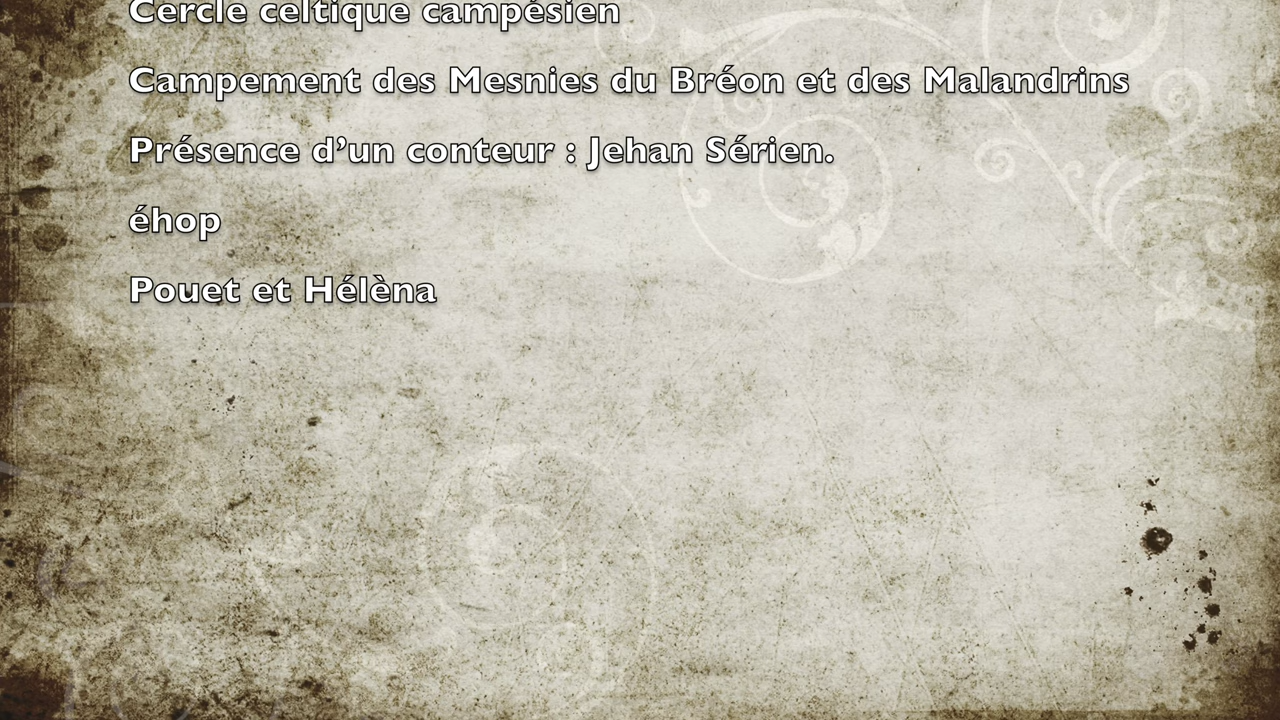 Cercle celtique campésien
Campement des Mesnies du Bréon et des Malandrins
Présence d’un conteur : Jehan Sérien.
éhop
Pouet et Hélèna